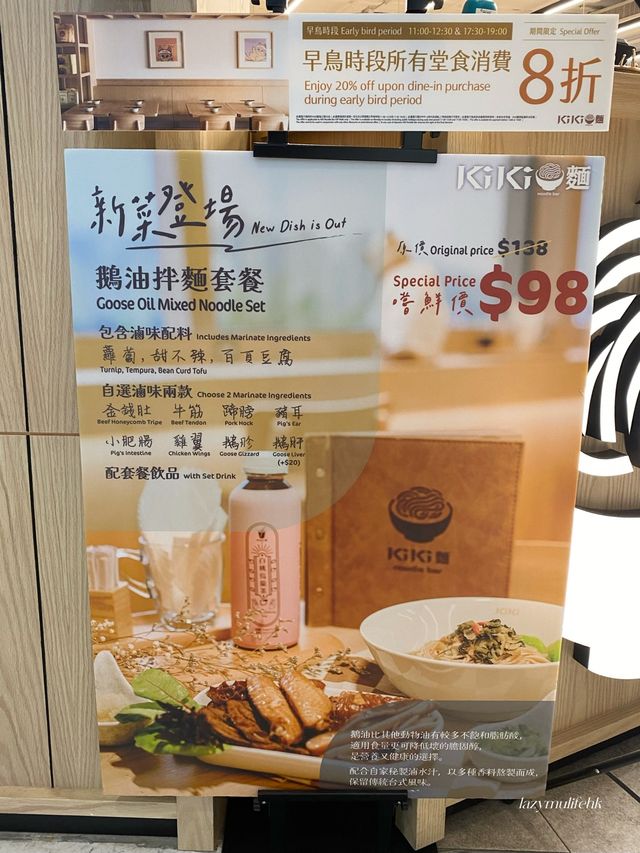 早鳥時段 Early bird period 11:00-12:30 & 17:30-19:00
早鳥時段所有堂食消費
Enjoy 20% off upon dine-in purchase
during early bird period
期間限定 Special Offer
8折
KiKi麵
KiKi麵
noodle bar
新菜登場 New Dish is Out
原價 Original price $138
Special Price
嚐鮮價 $98
鵝油拌麵套餐
Goose Oil Mixed Noodle Set
包含滷味配料 Includes Marinate Ingredients
蘿蔔,甜不辣,百頁豆腐
Turnip, Tempura, Bean Curd Tofu
自選滷味兩款 Choose 2 Marinate Ingredients
金錢肚 牛筋 蹄膀 豬耳
Beef Honeycomb Tripe Beef Tendon Pork Hock Pig's Ear
小肥腸 雞翼 鵝胗 鵝肝
Pig's Intestine Chicken Wings Goose Gizzard Goose Liver
(+$20)
配套餐飲品 with Set Drink
白桃烏龍茶
KiKi麵
noodle bar
KiKi
鵝油比其他動物油有較多不飽和脂肪酸,
適用食量更可降低壞的膽固醇,
是營養又健康的選擇。
配合自家秘製滷水汁,以多種香料熬製而成,
保留傳統台式風味。
lazymulifehk